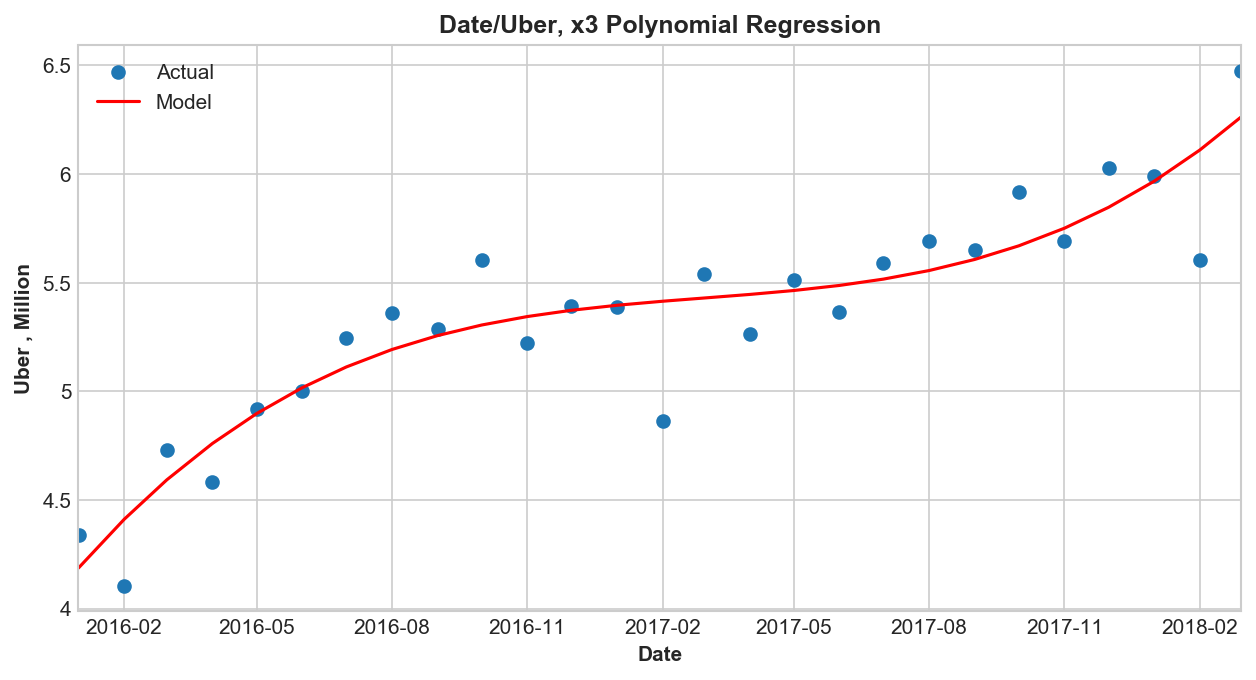 Date/Uber, x3 Polynomial Regression
Actual
Model
6.5
6
5.5
5
4.5
4
Uber , Million
2016-02 2016-05 2016-08 2016-11 2017-02 2017-05 2017-08 2017-11 2018-02
Date